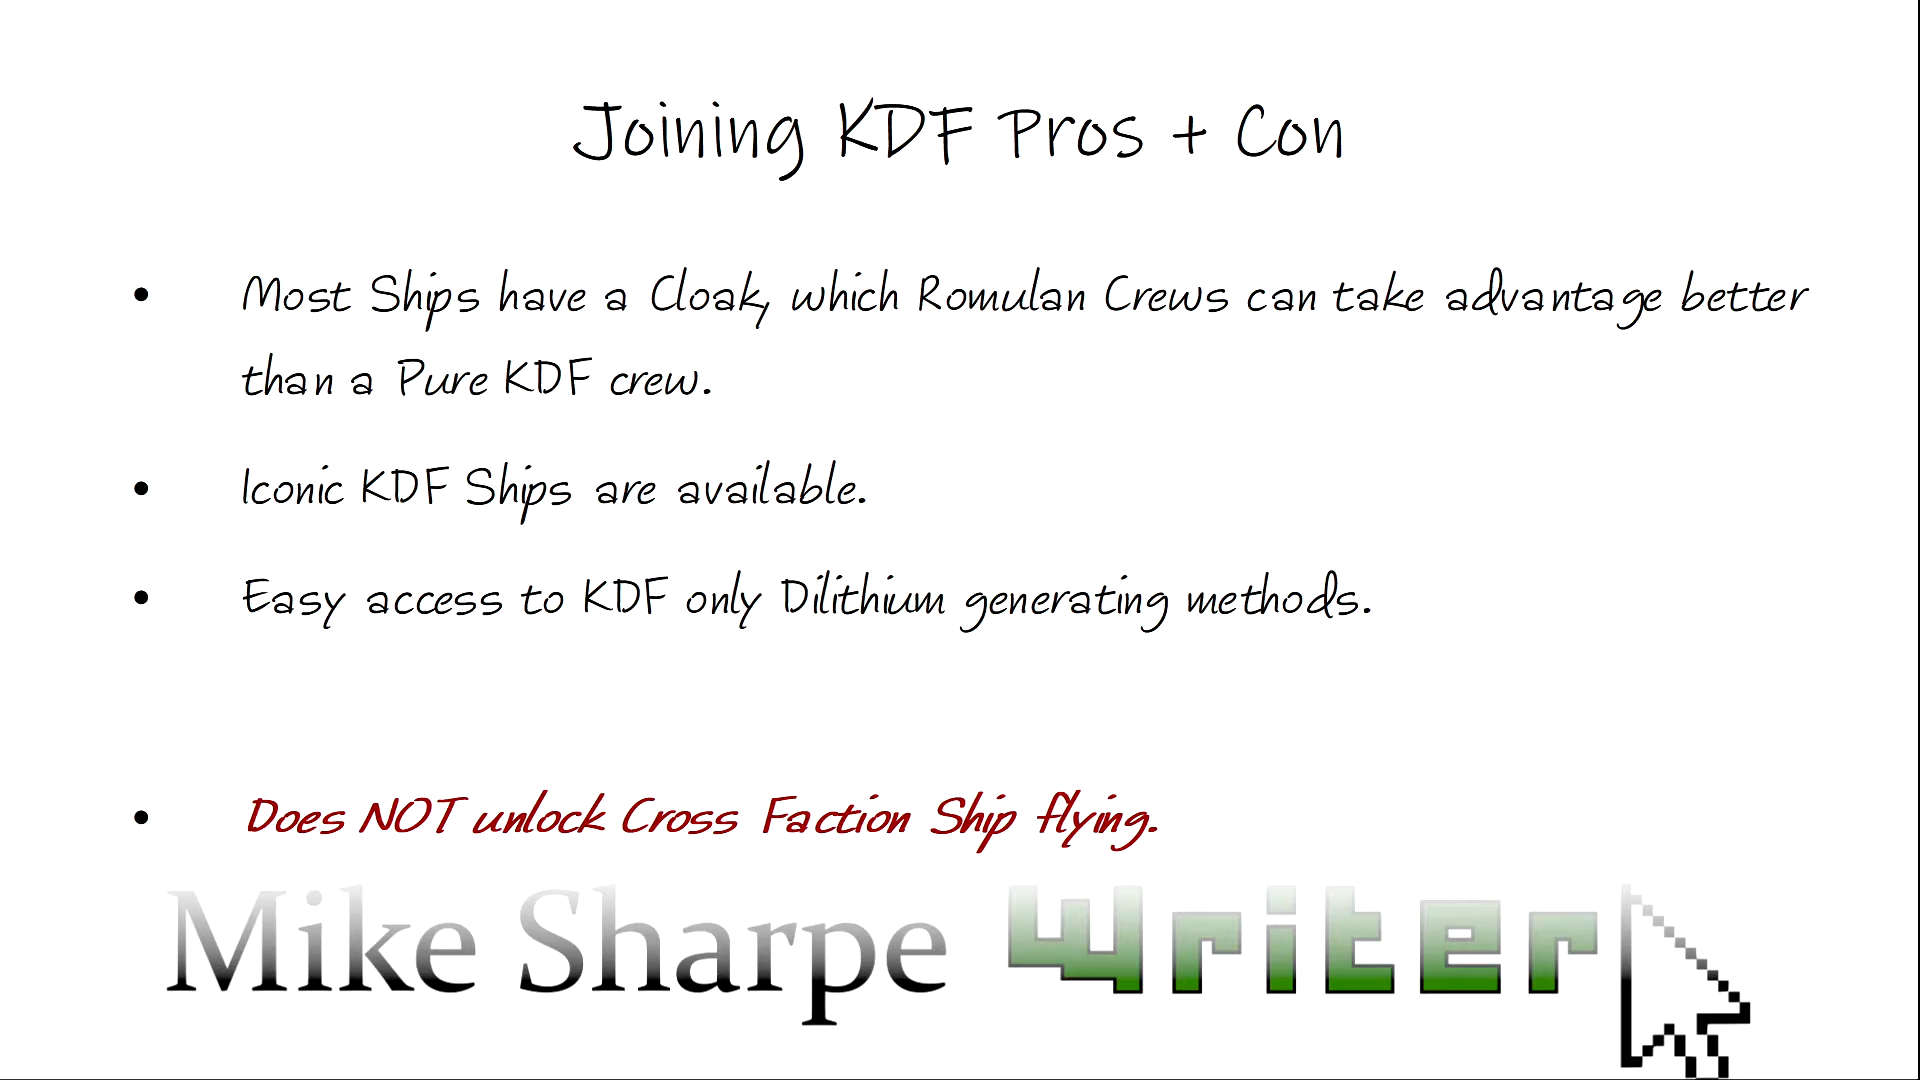 Joining KDF Pros + Con
• Most Ships have a Cloak, which Romulan Crews can take advantage better
than a Pure KDF crew.
• Iconic KDF Ships are available.
• Easy access to KDF only Dilithium generating methods.
• Does NOT unlock Cross Faction Ship flying.
Mike Sharpe Writer